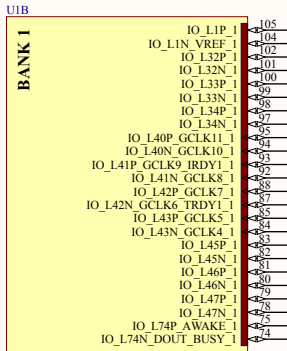 U1B
BANK 1
IO_L1P_1 105
IO_L1N_VREF_1 104
IO_L32P_1 102
IO_L32N_1 101
IO_L33P_1 100
IO_L33N_1 99
IO_L34P_1 98
IO_L34N_1 97
IO_L40P_GCLK11_1 95
IO_L40N_GCLK10_1 94
IO_L41P_GCLK9_IRDY1_1 93
IO_L41N_GCLK8_1 92
IO_L42P_GCLK7_1 88
IO_L42N_GCLK6_TRDY1_1 87
IO_L43P_GCLK5_1 85
IO_L43N_GCLK4_1 84
IO_L45P_1 83
IO_L45N_1 82
IO_L46P_1 81
IO_L46N_1 80
IO_L47P_1 79
IO_L47N_1 78
IO_L74P_AWAKE_1 75
IO_L74N_DOUT_BUSY_1 74